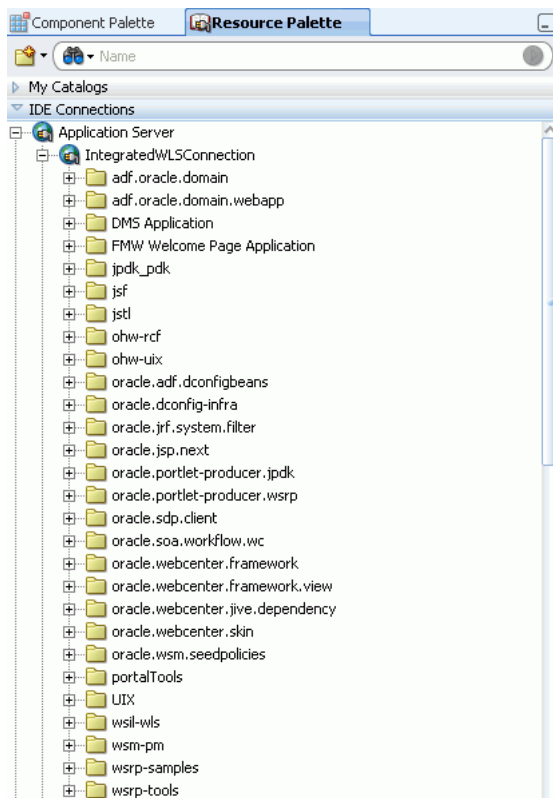 Component Palette Resource Palette
Name
My Catalogs
IDE Connections
Application Server
IntegratedWLSConnection
adf.oracle.domain
adf.oracle.domain.webapp
DMS Application
FMW Welcome Page Application
jpdk_pdk
jsf
jstl
ohw-rcf
ohw-uix
oracle.adf.dconfigbeans
oracle.dconfig-infra
oracle.jrf.system.filter
oracle.jsp.next
oracle.portlet-producer.jpdk
oracle.portlet-producer.wsrp
oracle.sdp.client
oracle.soa.workflow.wc
oracle.webcenter.framework
oracle.webcenter.framework.view
oracle.webcenter.jive.dependency
oracle.webcenter.skin
oracle.wsm.seedpolicies
portalTools
UIX
wsil-wls
wsm-pm
wsrp-samples
wsrp-tools